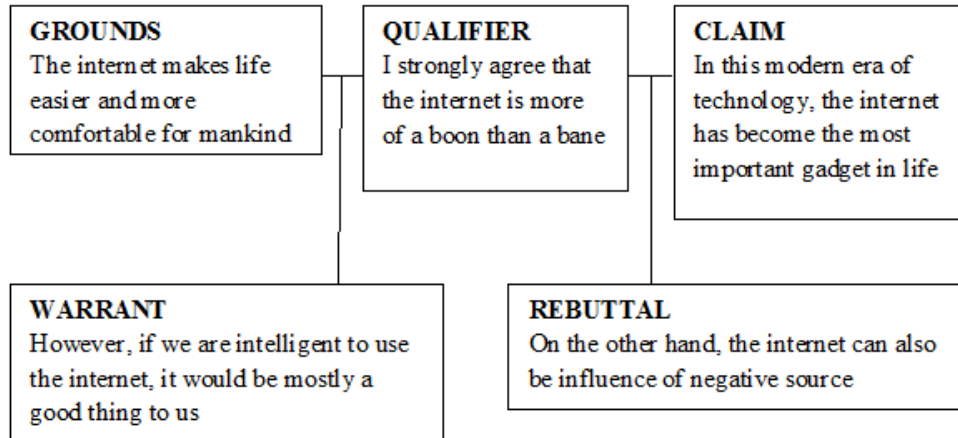 GROUNDS
The internet makes life
easier and more
comfortable for mankind
QUALIFIER
I strongly agree that
the internet is more
of a boon than a bane
CLAIM
In this modern era of
technology, the internet
has become the most
important gadget in life
WARRANT
However, if we are intelligent to use
the internet, it would be mostly a
good thing to us
REBUTTAL
On the other hand, the internet can also
be influence of negative source